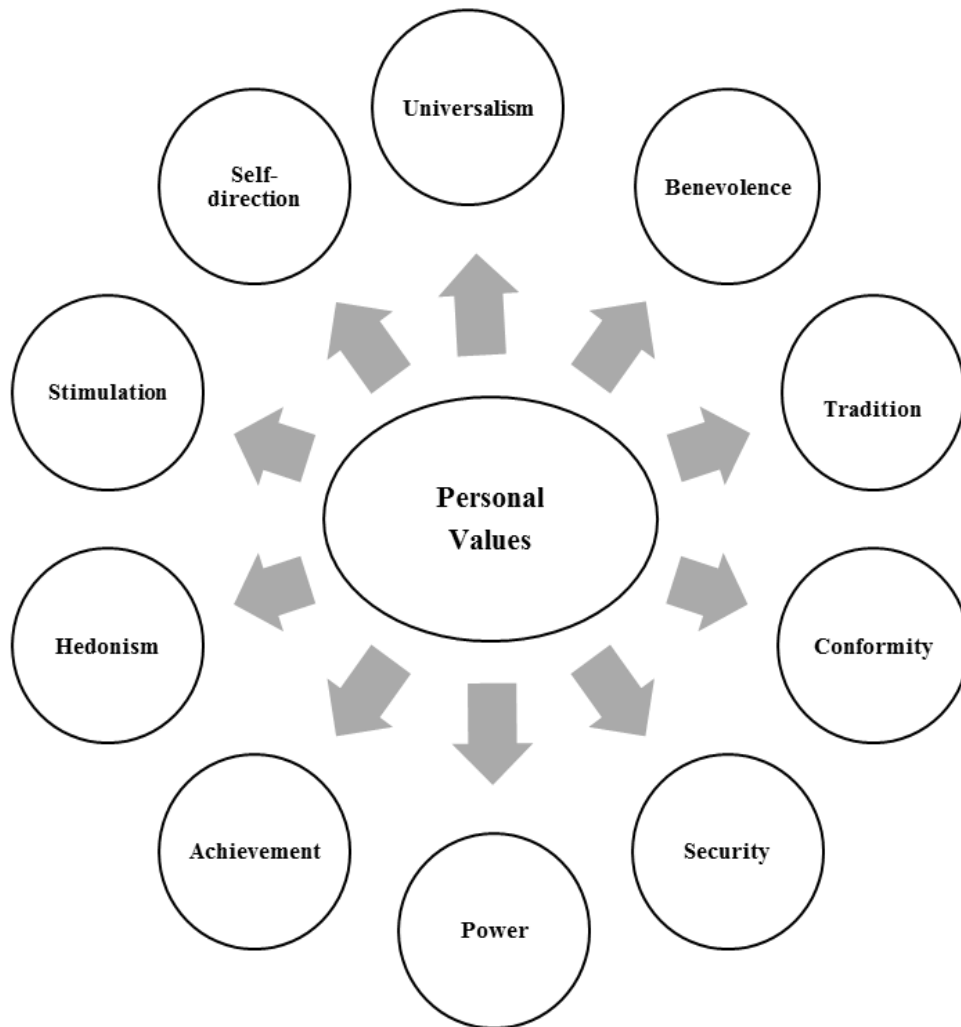 Universalism
Self-
direction
Benevolence
Stimulation
Tradition
Personal
Values
Hedonism
Conformity
Achievement
Security
Power